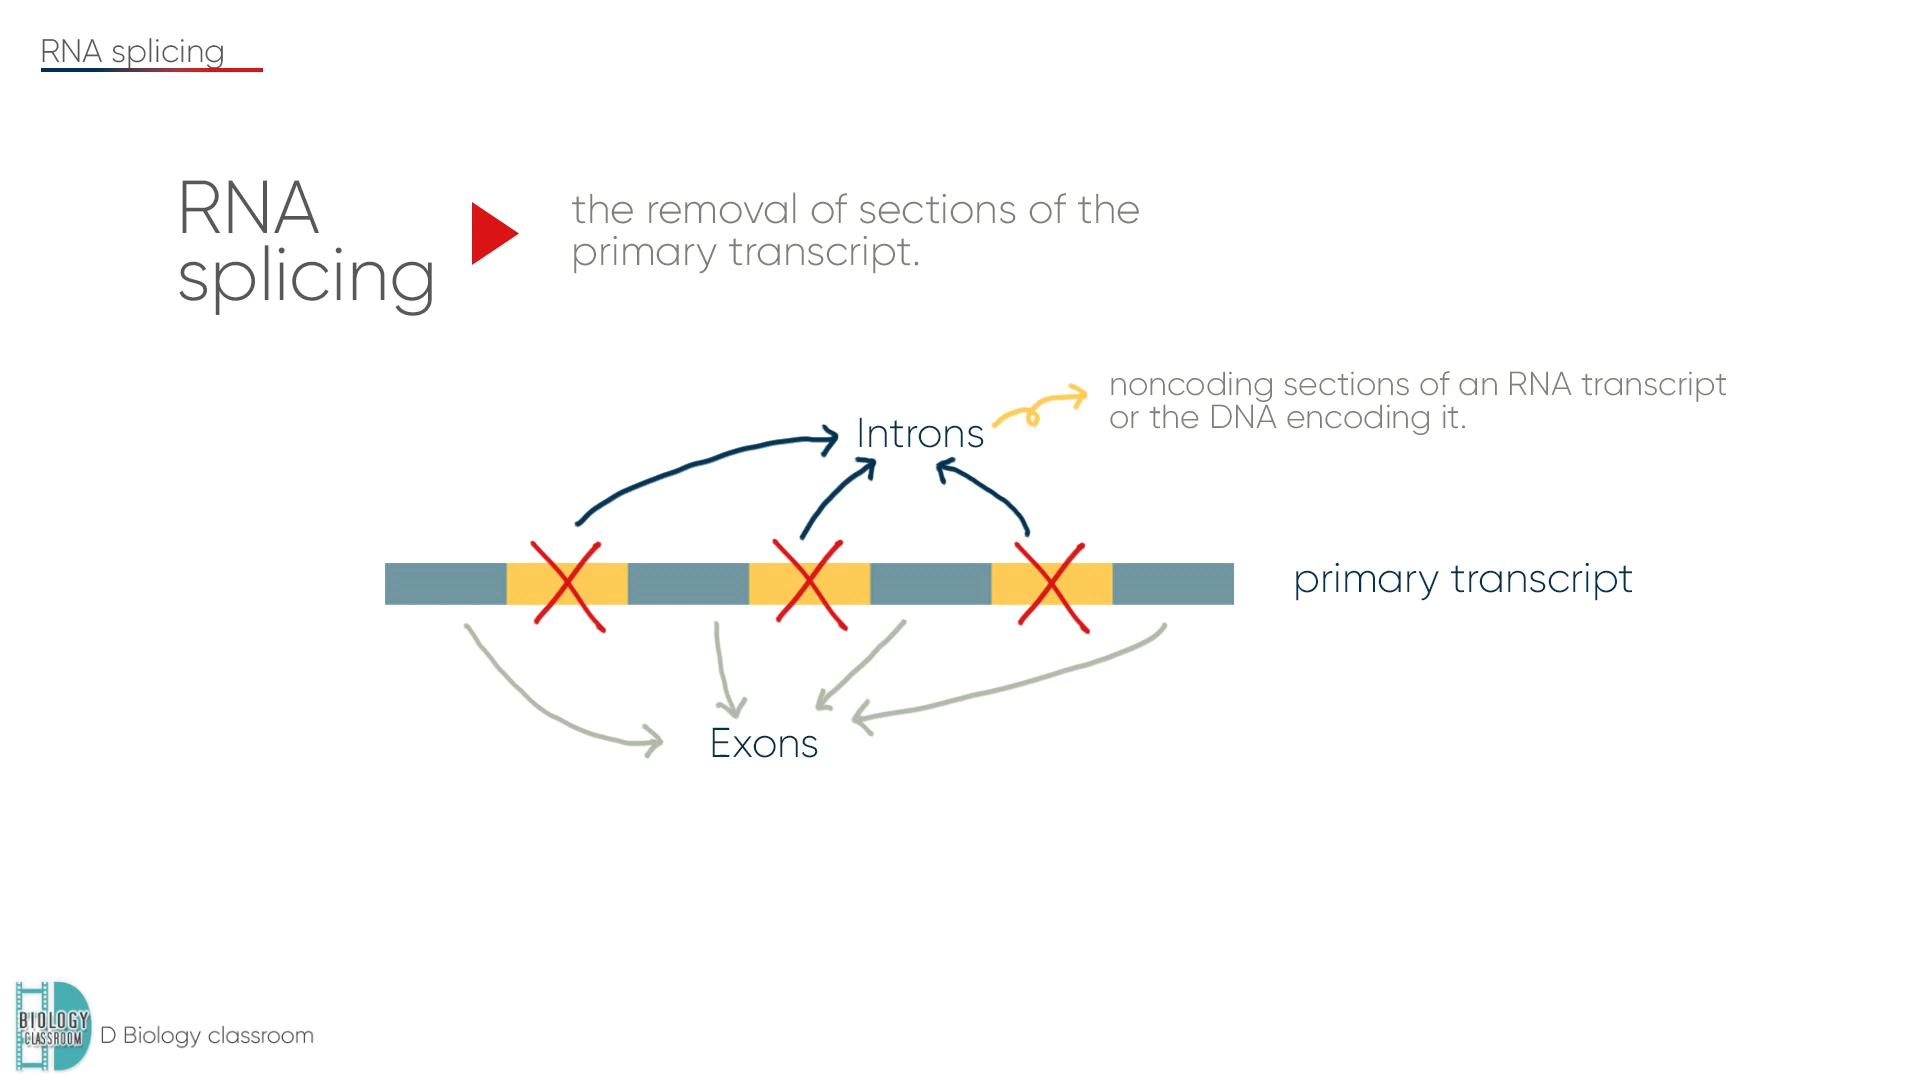 RNA splicing
RNA
splicing
the removal of sections of the
primary transcript.
noncoding sections of an RNA transcript
or the DNA encoding it.
Introns
primary transcript
Exons
BIOLOGY
CLASSROOM
D Biology classroom